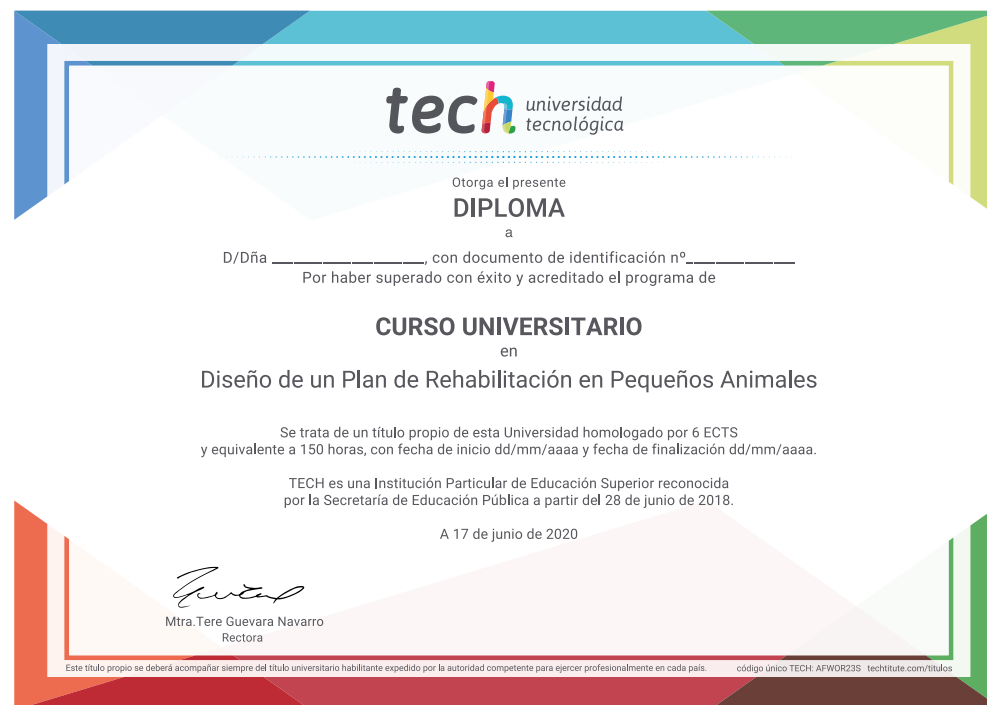 tech universidad
tecnológica
Otorga el presente
DIPLOMA
a
D/Dña ______________, con documento de identificación nº__________
Por haber superado con éxito y acreditado el programa de
CURSO UNIVERSITARIO
en
Diseño de un Plan de Rehabilitación en Pequeños Animales
Se trata de un título propio de esta Universidad homologado por 6 ECTS
y equivalente a 150 horas, con fecha de inicio dd/mm/aaaa y fecha de finalización dd/mm/aaaa.
TECH es una Institución Particular de Educación Superior reconocida
por la Secretaría de Educación Pública a partir del 28 de junio de 2018.
A 17 de junio de 2020
Mtra.Tere Guevara Navarro
Rectora
Este título propio se deberá acompañar siempre del título universitario habilitante expedido por la autoridad competente para ejercer profesionalmente en cada país. código único TECH: AFWOR23S techtitute.com/titulos